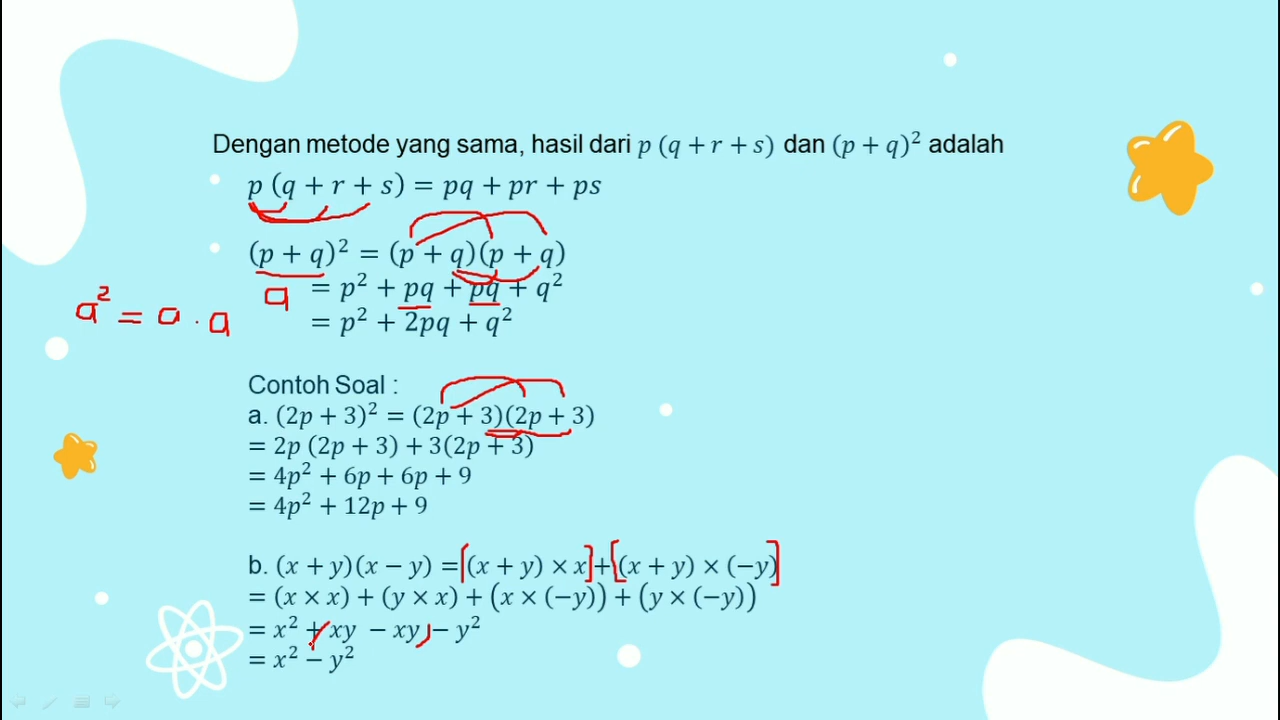 Dengan metode yang sama, hasil dari p (q + r + s) dan (p + q)² adalah
p (q + r + s) = pq + pr + ps
(p + q)² = (p + q)(p + q)
= p² + pq + pq + q²
a
a² = a . a
= p² + 2pq + q²
Contoh Soal :
a. (2p + 3)² = (2p + 3)(2p + 3)
= 2p (2p + 3) + 3(2p + 3)
= 4p² + 6p + 6p + 9
= 4p² + 12p + 9
b. (x + y)(x − y) = [(x + y) × x] + [(x + y) × (−y)]
= (x × x) + (y × x) + (x × (−y)) + (y × (−y))
= x² + xy − xy − y²
= x² − y²